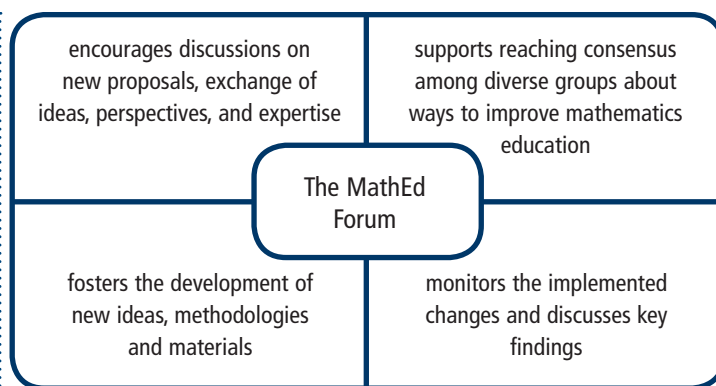 encourages discussions on
new proposals, exchange of
ideas, perspectives, and expertise
supports reaching consensus
among diverse groups about
ways to improve mathematics
education
The MathEd
Forum
fosters the development of
new ideas, methodologies
and materials
monitors the implemented
changes and discusses key
findings